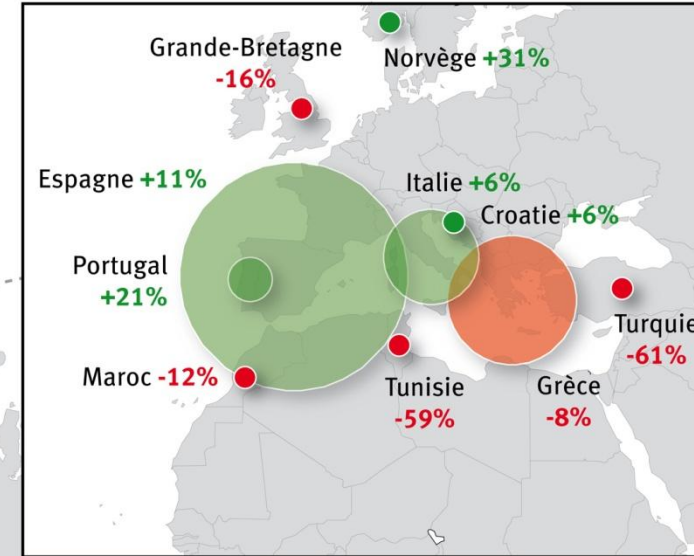 Grande-Bretagne
-16%
Norvège +31%
Espagne +11%
Italie +6%
Croatie +6%
Portugal
+21%
Turquie
-61%
Maroc -12%
Tunisie
-59%
Grèce
-8%